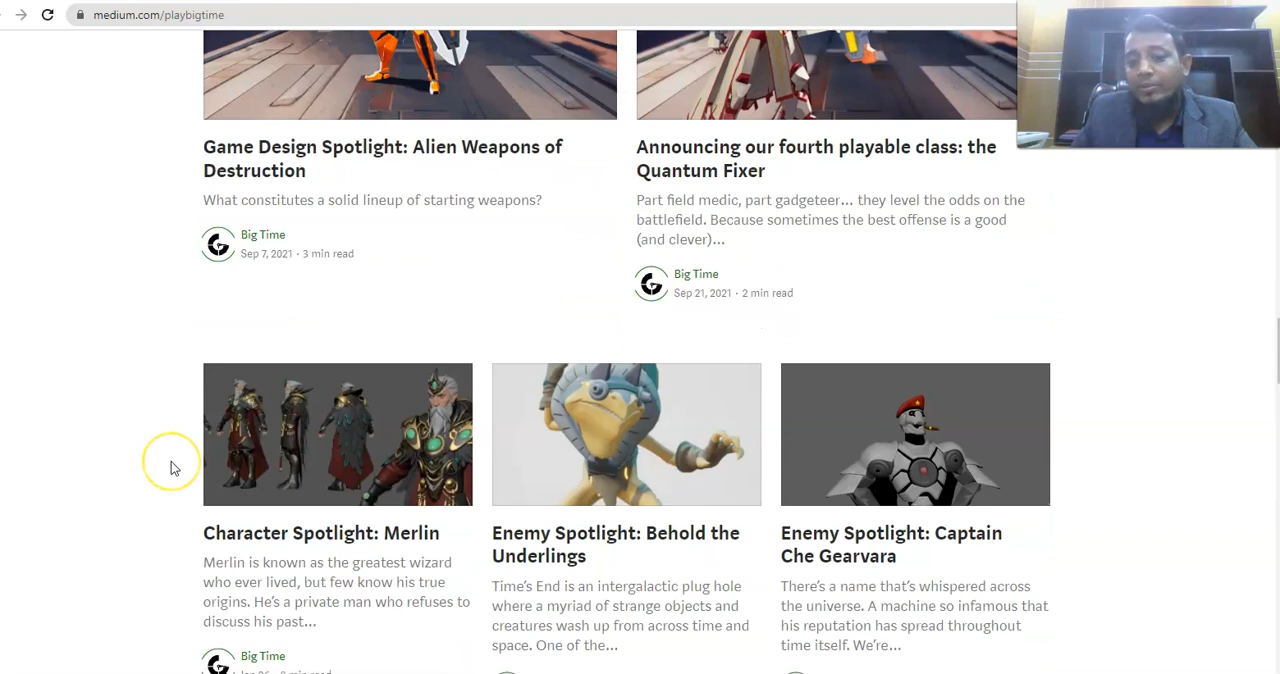 medium.com/playbigtime
Game Design Spotlight: Alien Weapons of
Destruction
What constitutes a solid lineup of starting weapons?
Big Time
Sep 7, 2021 · 3 min read
Announcing our fourth playable class: the
Quantum Fixer
Part field medic, part gadgeteer… they level the odds on the
battlefield. Because sometimes the best offense is a good
(and clever)…
Big Time
Sep 21, 2021 · 2 min read
Character Spotlight: Merlin
Merlin is known as the greatest wizard
who ever lived, but few know his true
origins. He’s a private man who refuses to
discuss his past…
Big Time
Enemy Spotlight: Behold the
Underlings
Time’s End is an intergalactic plug hole
where a myriad of strange objects and
creatures wash up from across time and
space. One of the…
Enemy Spotlight: Captain
Che Gearvara
There’s a name that’s whispered across
the universe. A machine so infamous that
his reputation has spread throughout
time itself. We’re…